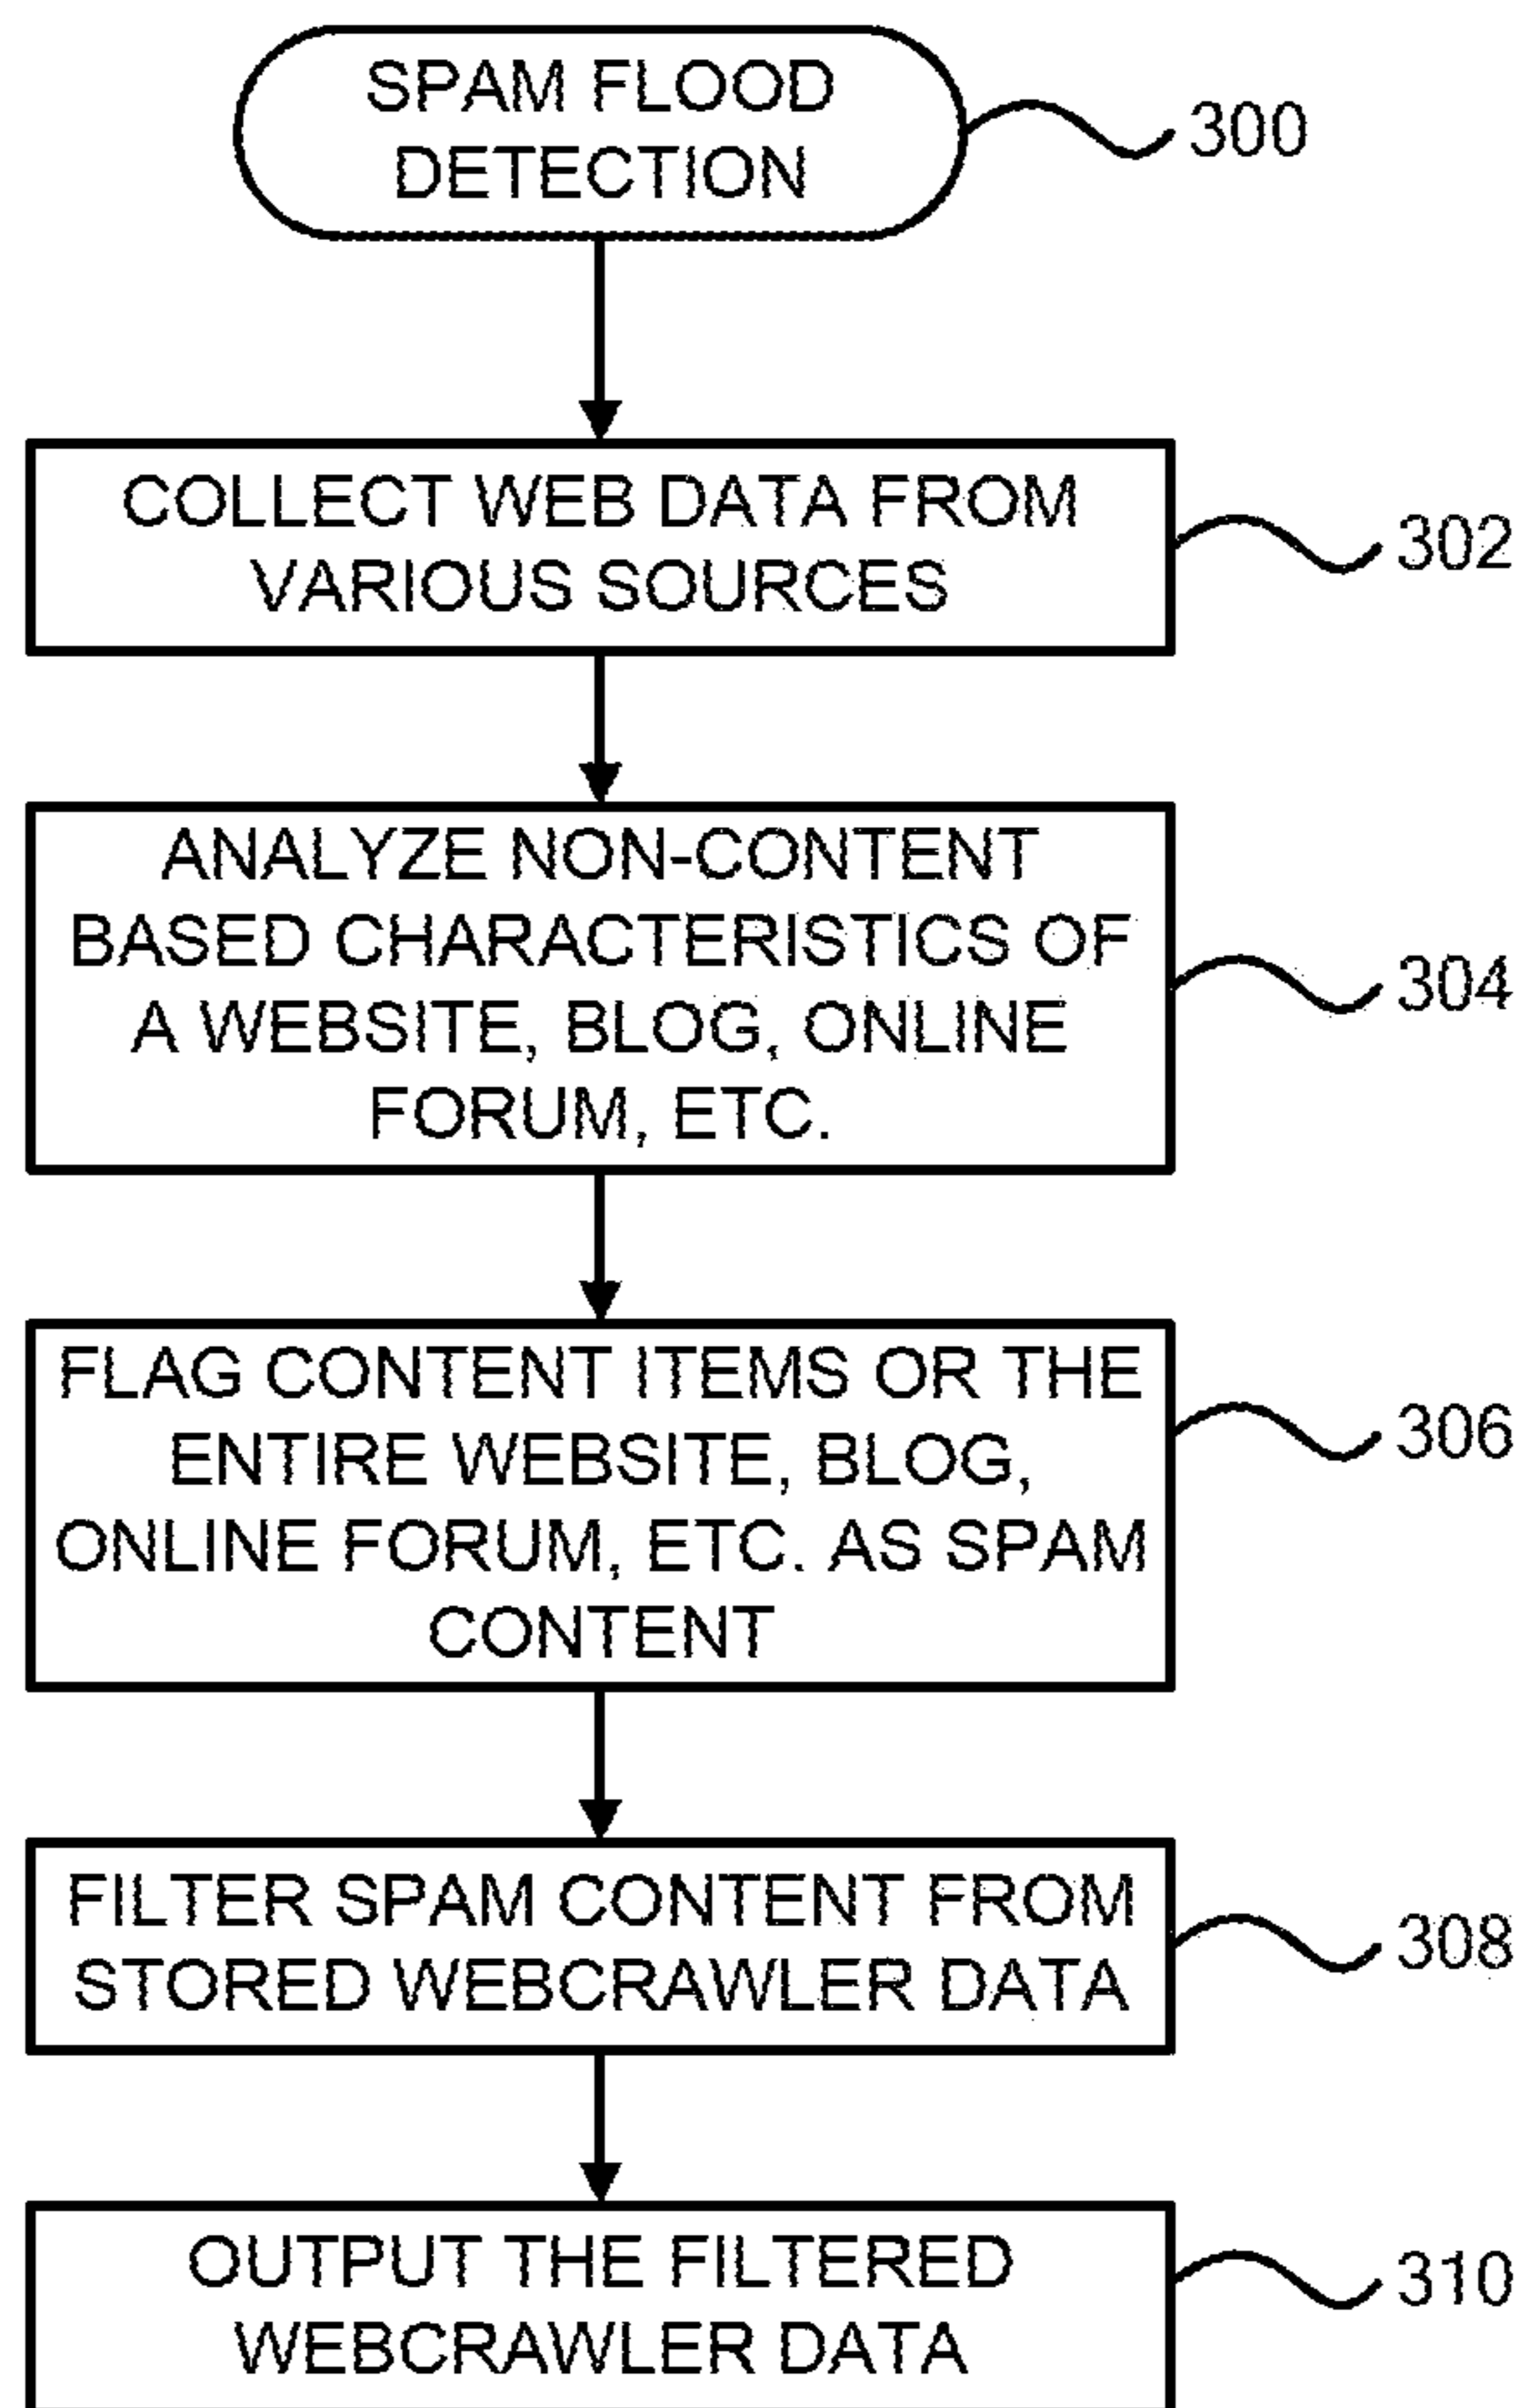 SPAM FLOOD
DETECTION
300
COLLECT WEB DATA FROM
VARIOUS SOURCES
302
ANALYZE NON-CONTENT
BASED CHARACTERISTICS OF
A WEBSITE, BLOG, ONLINE
FORUM, ETC.
304
FLAG CONTENT ITEMS OR THE
ENTIRE WEBSITE, BLOG,
ONLINE FORUM, ETC. AS SPAM
CONTENT
306
FILTER SPAM CONTENT FROM
STORED WEBCRAWLER DATA
308
OUTPUT THE FILTERED
WEBCRAWLER DATA
310